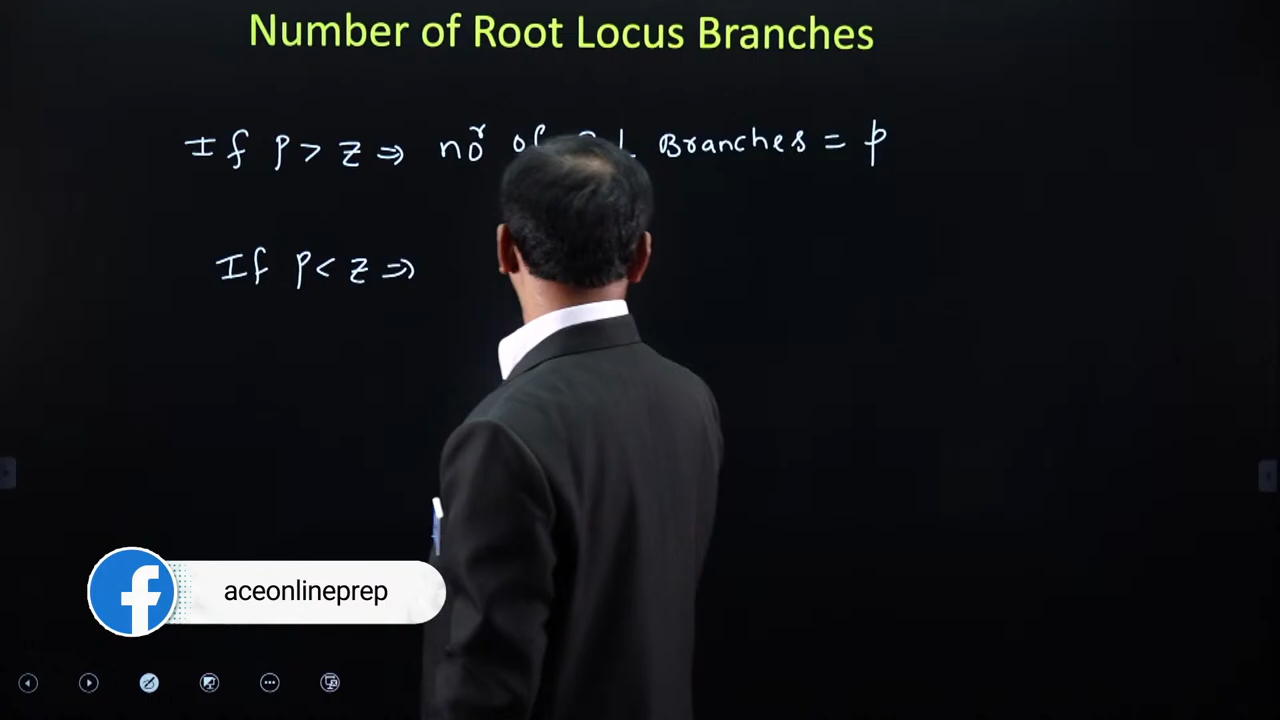 Number of Root Locus Branches
If P > Z ⇒ no^r of L Branches = P
If P < Z ⇒
aceonlineprep